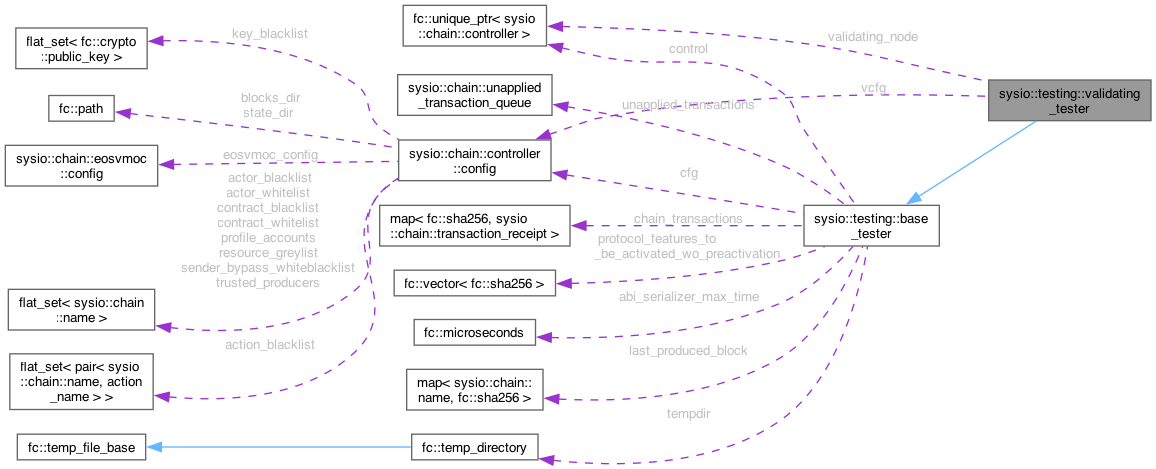 flat_set< fc::crypto
::public_key >
fc::path
sysio::chain::eosvmoc
::config
flat_set< sysio::chain
::name >
flat_set< pair< sysio
::chain::name, action
_name > >
fc::temp_file_base
key_blacklist
blocks_dir
state_dir
eosvmoc_config
actor_blacklist
actor_whitelist
contract_blacklist
contract_whitelist
profile_accounts
resource_greylist
sender_bypass_whiteblacklist
trusted_producers
action_blacklist
fc::unique_ptr< sysio
::chain::controller >
sysio::chain::unapplied
_transaction_queue
sysio::chain::controller
::config
map< fc::sha256, sysio
::chain::transaction_receipt >
fc::vector< fc::sha256 >
fc::microseconds
map< sysio::chain::
name, fc::sha256 >
fc::temp_directory
validating_node
control
vcfg
unapplied_transactions
cfg
chain_transactions
protocol_features_to
_be_activated_wo_preactivation
abi_serializer_max_time
last_produced_block
tempdir
sysio::testing::base
_tester
sysio::testing::validating
_tester